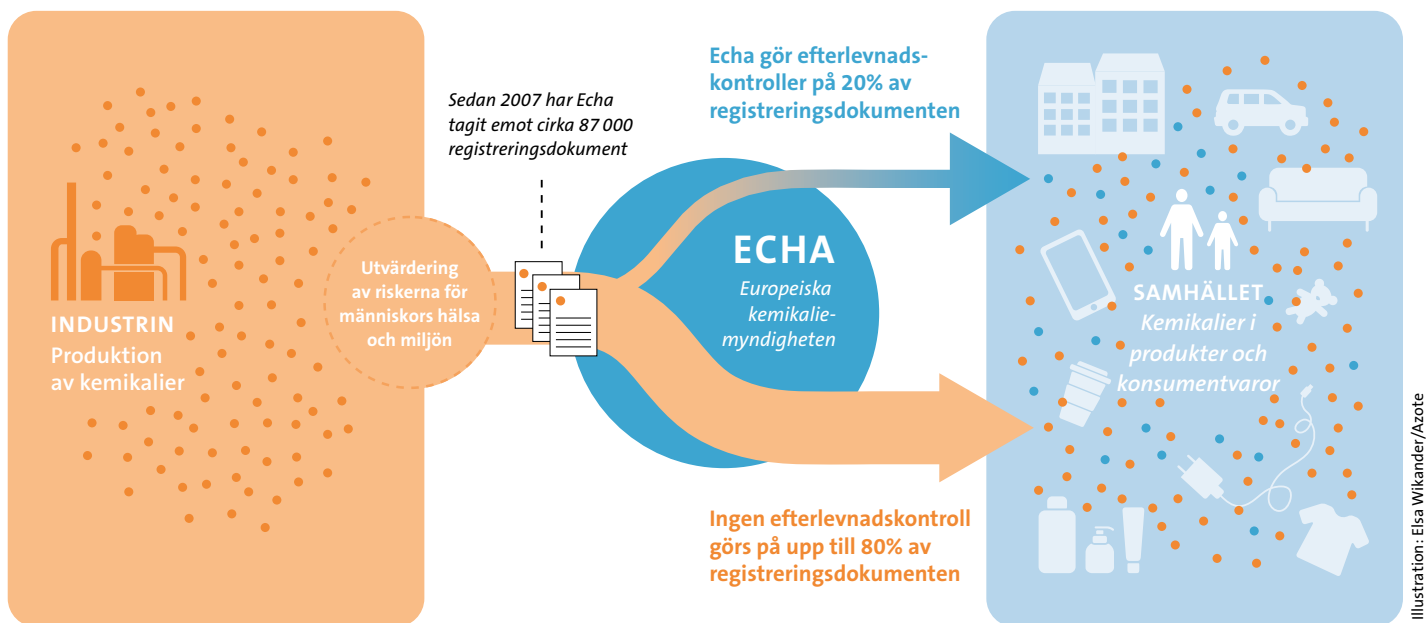 INDUSTRIN
Produktion
av kemikalier
Utvärdering
av riskerna för
människors hälsa
och miljön
Sedan 2007 har Echa
tagit emot cirka 87 000
registreringsdokument
Echa gör efterlevnads-
kontroller på 20% av
registreringsdokumenten
ECHA
Europeiska
kemikalie-
myndigheten
Ingen efterlevnadskontroll
görs på upp till 80% av
registreringsdokumenten
SAMHÄLLET
Kemikalier i
produkter och
konsumentvaror
Illustration: Elsa Wikander/Azote